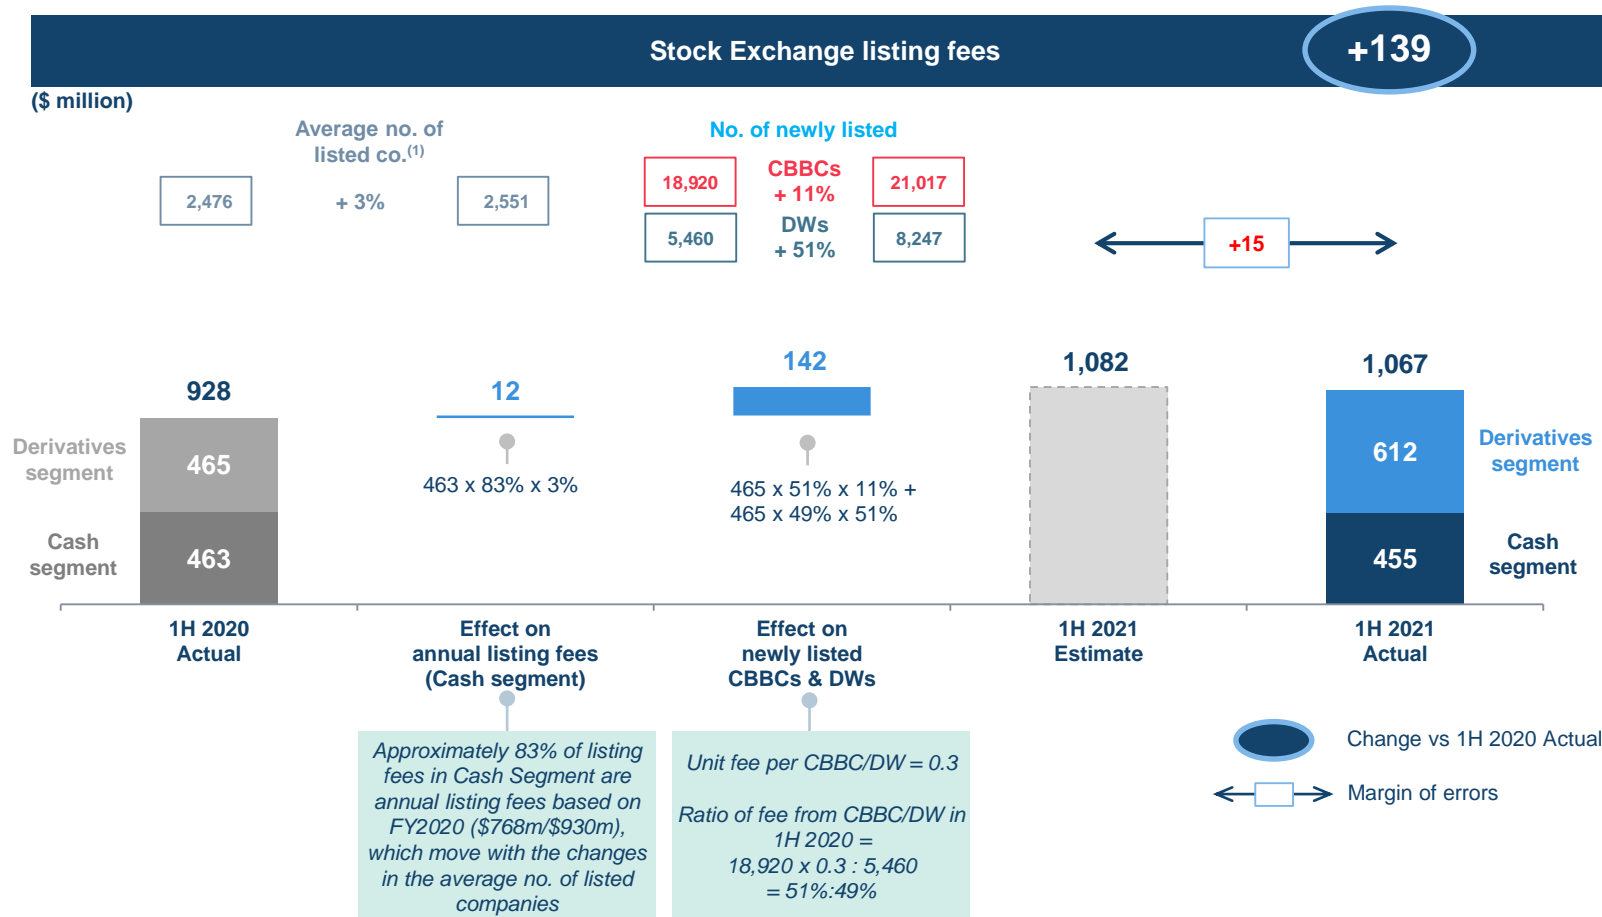 Stock Exchange listing fees
+139
($ million)
Average no. of
listed co.(1)
2,476
+ 3%
2,551
No. of newly listed
18,920
CBBCs
+ 11%
21,017
5,460
DWs
+ 51%
8,247
+15
928
12
142
1,082
1,067
Derivatives
segment
465
463 x 83% x 3%
465 x 51% x 11% +
465 x 49% x 51%
612
Derivatives
segment
Cash
segment
463
455
Cash
segment
1H 2020
Actual
Effect on
annual listing fees
(Cash segment)
Effect on
newly listed
CBBCs & DWs
1H 2021
Estimate
1H 2021
Actual
Approximately 83% of listing
fees in Cash Segment are
annual listing fees based on
FY2020 ($768m/$930m),
which move with the changes
in the average no. of listed
companies
Unit fee per CBBC/DW = 0.3
Ratio of fee from CBBC/DW in
1H 2020 =
18,920 x 0.3 : 5,460
= 51%:49%
Change vs 1H 2020 Actual
Margin of errors